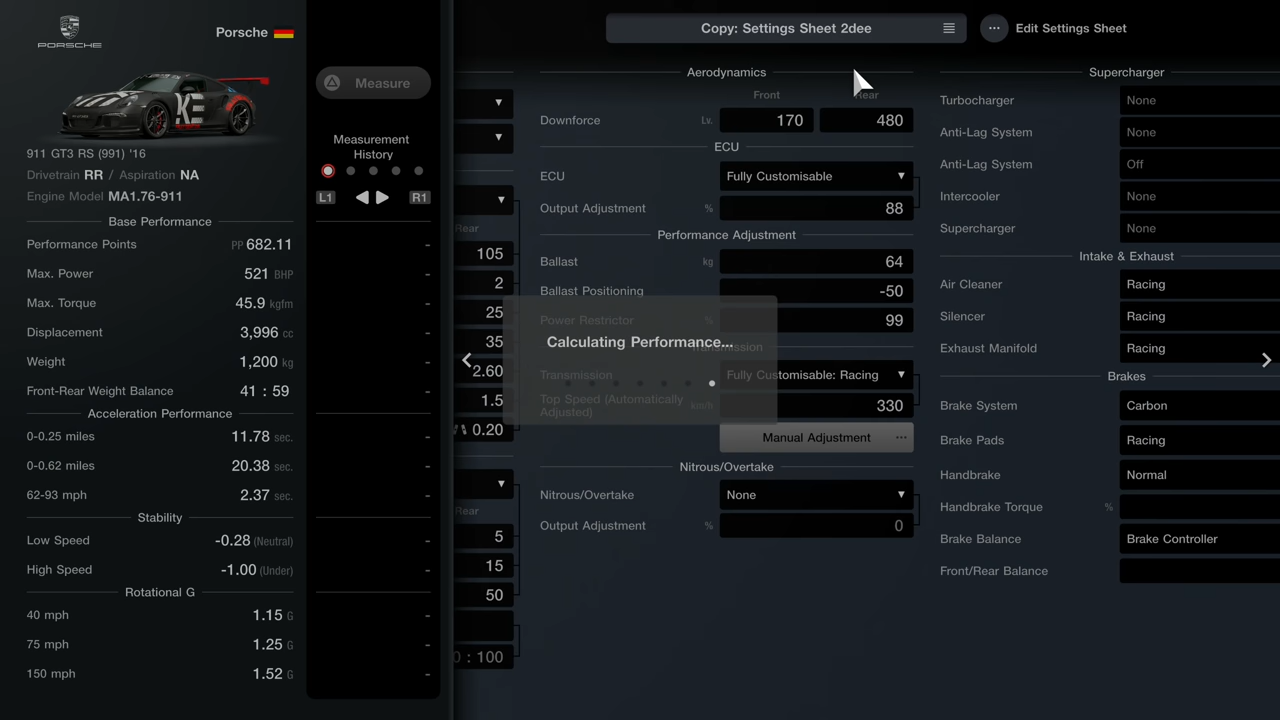 PORSCHE
Porsche
911 GT3 RS (991) '16
Drivetrain RR / Aspiration NA
Engine Model MA1.76-911
Base Performance
Performance Points PP 682.11
Max. Power 521 BHP
Max. Torque 45.9 kgfm
Displacement 3,996 cc
Weight 1,200 kg
Front-Rear Weight Balance 41 : 59
Acceleration Performance
0-0.25 miles 11.78 sec.
0-0.62 miles 20.38 sec.
62-93 mph 2.37 sec.
Stability
Low Speed -0.28 (Neutral)
High Speed -1.00 (Under)
Rotational G
40 mph 1.15 G
75 mph 1.25 G
150 mph 1.52 G
Measure
Measurement
History
L1 R1
-
-
-
-
-
-
-
-
-
-
-
-
-
-
Copy: Settings Sheet 2dee
Edit Settings Sheet
Rear
105
2
25
35
2.60
1.5
0.20
Rear
5
15
50
0 : 100
Aerodynamics
Front Rear
Downforce Lv. 170 480
ECU
ECU Fully Customisable
Output Adjustment % 88
Performance Adjustment
Ballast kg 64
Ballast Positioning -50
Power Restrictor % 99
Calculating Performance...
Transmission
Transmission Fully Customisable: Racing
Top Speed (Automatically
Adjusted) km/h 330
Manual Adjustment
Nitrous/Overtake
Nitrous/Overtake None
Output Adjustment % 0
Supercharger
Turbocharger None
Anti-Lag System None
Anti-Lag System Off
Intercooler None
Supercharger None
Intake & Exhaust
Air Cleaner Racing
Silencer Racing
Exhaust Manifold Racing
Brakes
Brake System Carbon
Brake Pads Racing
Handbrake Normal
Handbrake Torque %
Brake Balance Brake Controller
Front/Rear Balance